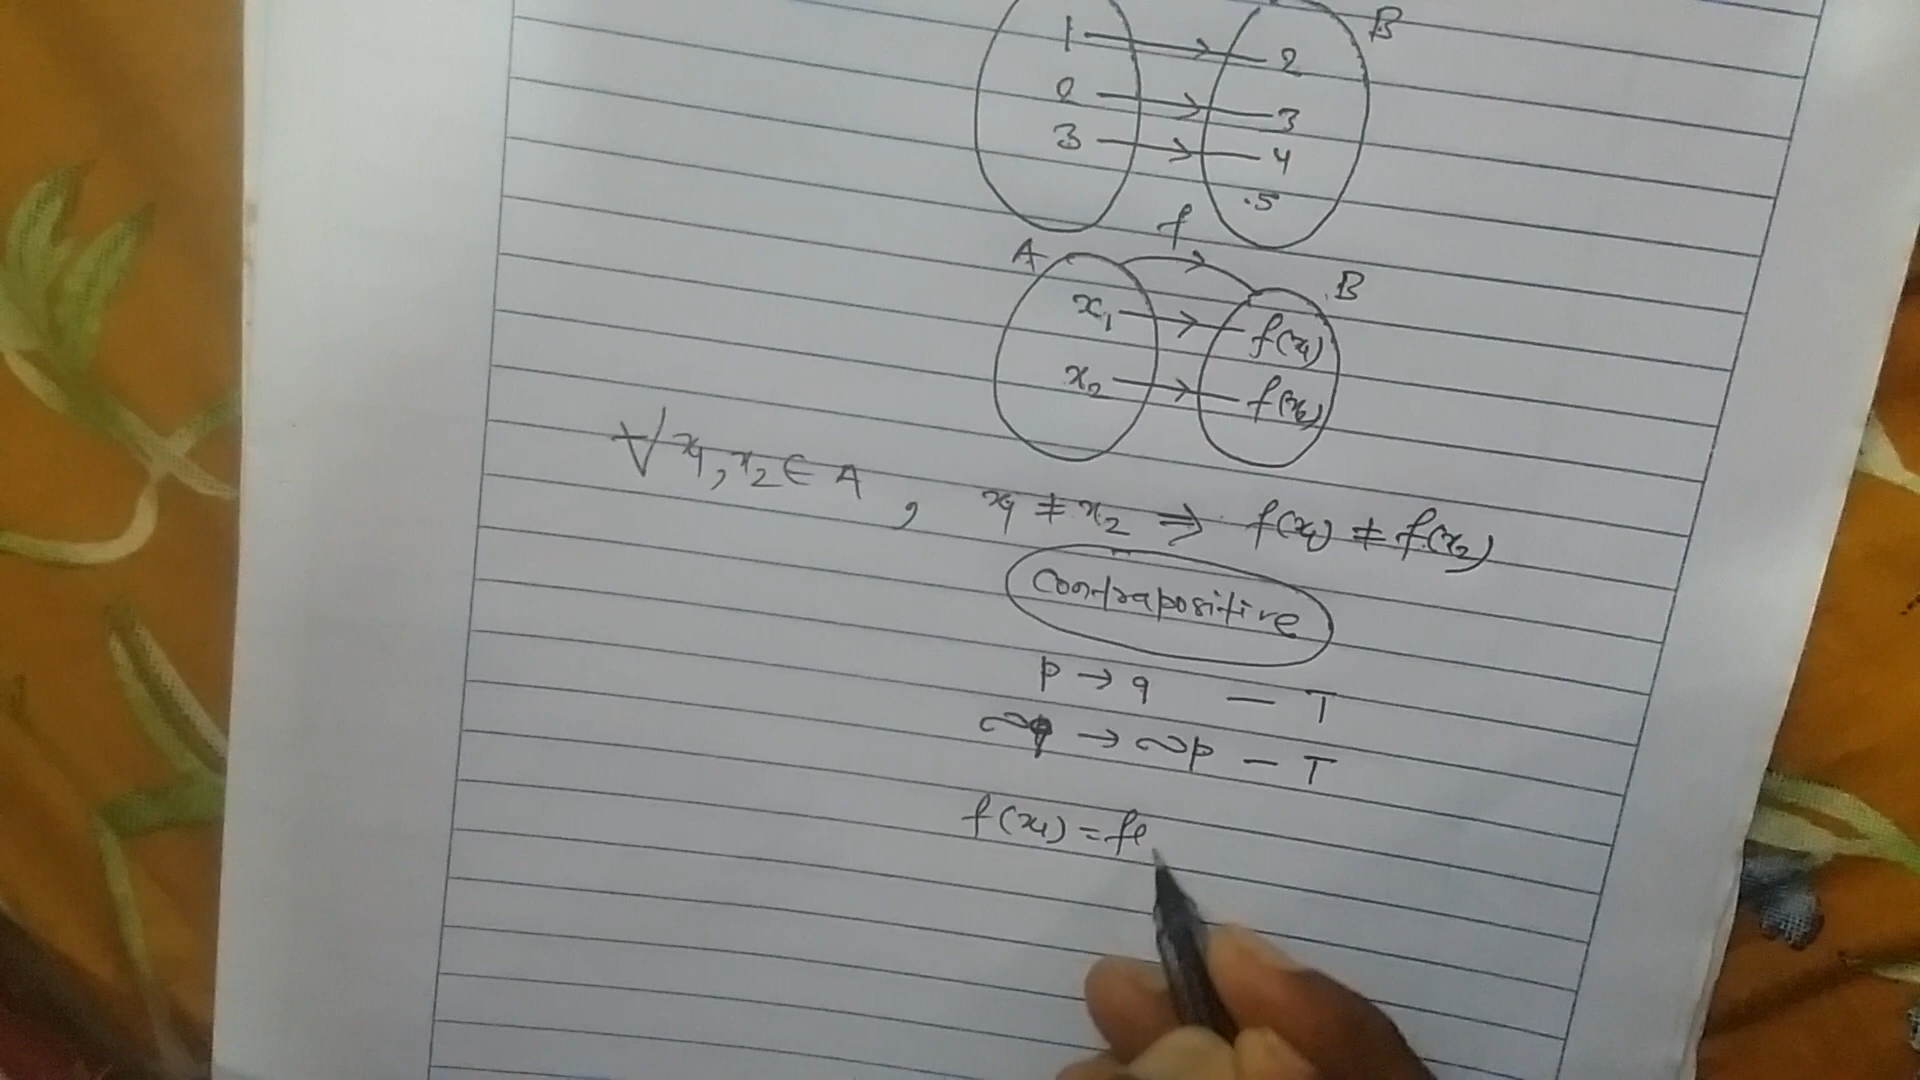 B
1 → 2
2 → 3
3 → 4
.5
f
A B
x₁ → f(x₁)
x₂ → f(x₂)
∀ x₁, x₂ ∈ A , x₁ ≠ x₂ ⇒ f(x₁) ≠ f(x₂)
Contrapositive
p → q — T
~q → ~p — T
f(x₁) = f(